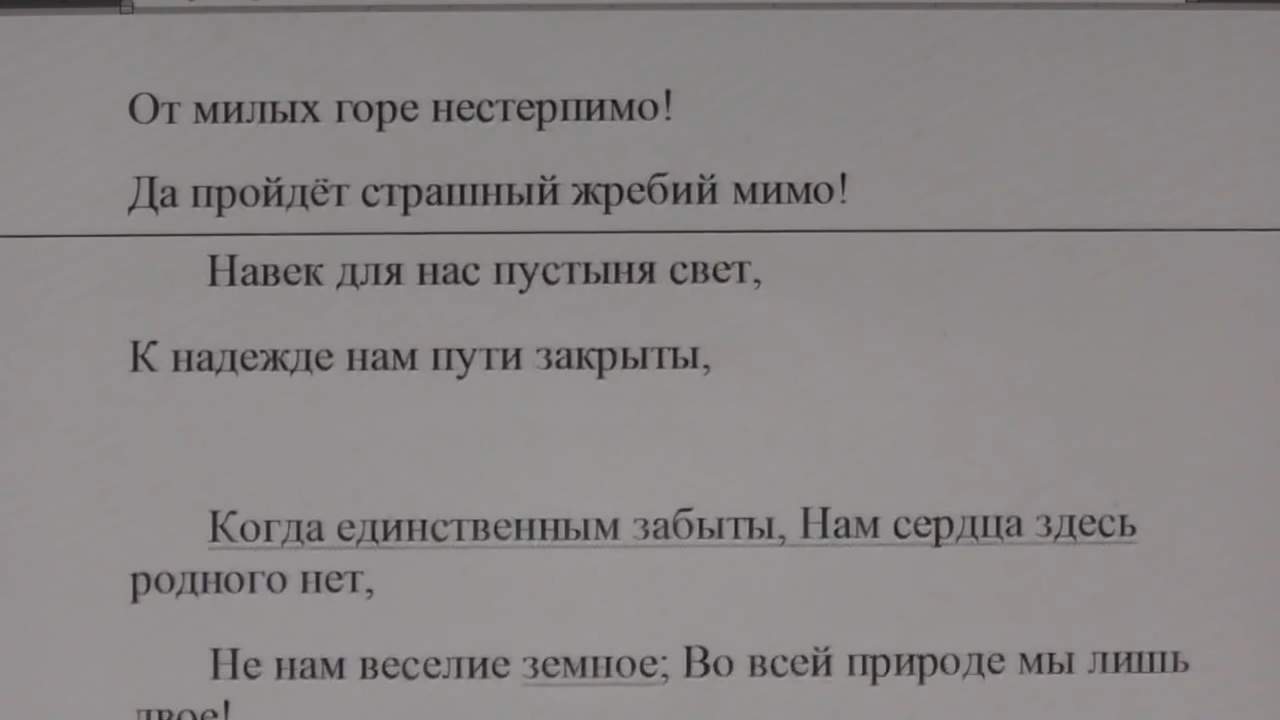 От милых горе нестерпимо!
Да пройдёт страшный жребий мимо!
Навек для нас пустыня свет,
К надежде нам пути закрыты,
Когда единственным забыты, Нам сердца здесь
родного нет,
Не нам веселие земное; Во всей природе мы лишь
двое!